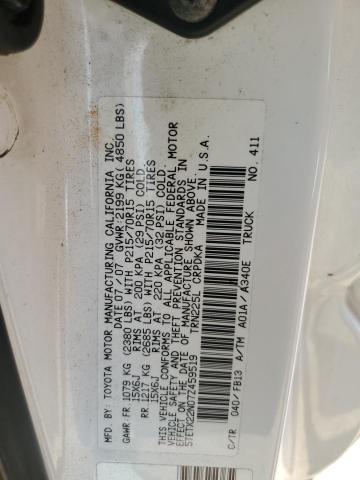 MFD. BY: TOYOTA MOTOR MANUFACTURING CALIFORNIA INC.
DATE: 07/07 GVWR: 2199 KG( 4850 LBS)
GAWR: FR 1079 KG (2380 LBS) WITH P215/70R15 TIRES
15X6J RIMS AT 200 KPA (29 PSI) COLD.
RR 1217 KG (2685 LBS) WITH P215/70R15 TIRES
15X6J RIMS AT 220 KPA (32 PSI) COLD.
THIS VEHICLE CONFORMS TO ALL APPLICABLE FEDERAL MOTOR
VEHICLE SAFETY AND THEFT PREVENTION STANDARDS IN
EFFECT ON THE DATE OF MANUFACTURE SHOWN ABOVE.
5TETX22N07Z459519 TRN225L-CRPDKA MADE IN U.S.A.
TRUCK
C/TR 040/FB13 A/TM A01A/A340E NO. 411